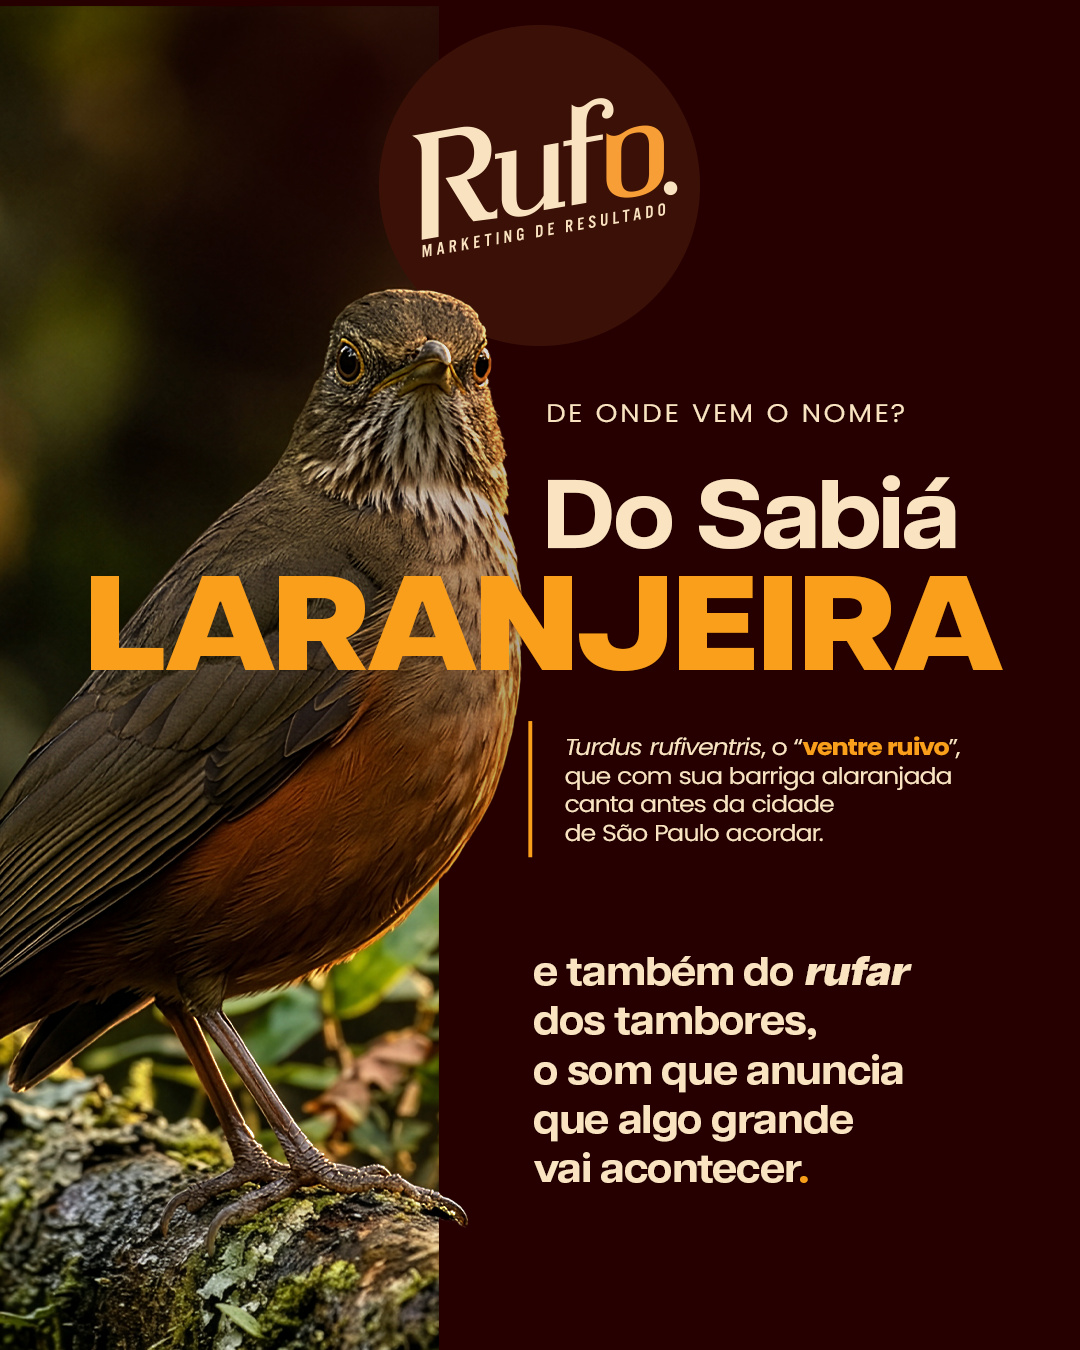 Rufo.
MARKETING DE RESULTADO
DE ONDE VEM O NOME?
Do Sabiá
LARANJEIRA
Turdus rufiventris, o “ventre ruivo”,
que com sua barriga alaranjada
canta antes da cidade
de São Paulo acordar.
e também do rufar
dos tambores,
o som que anuncia
que algo grande
vai acontecer.